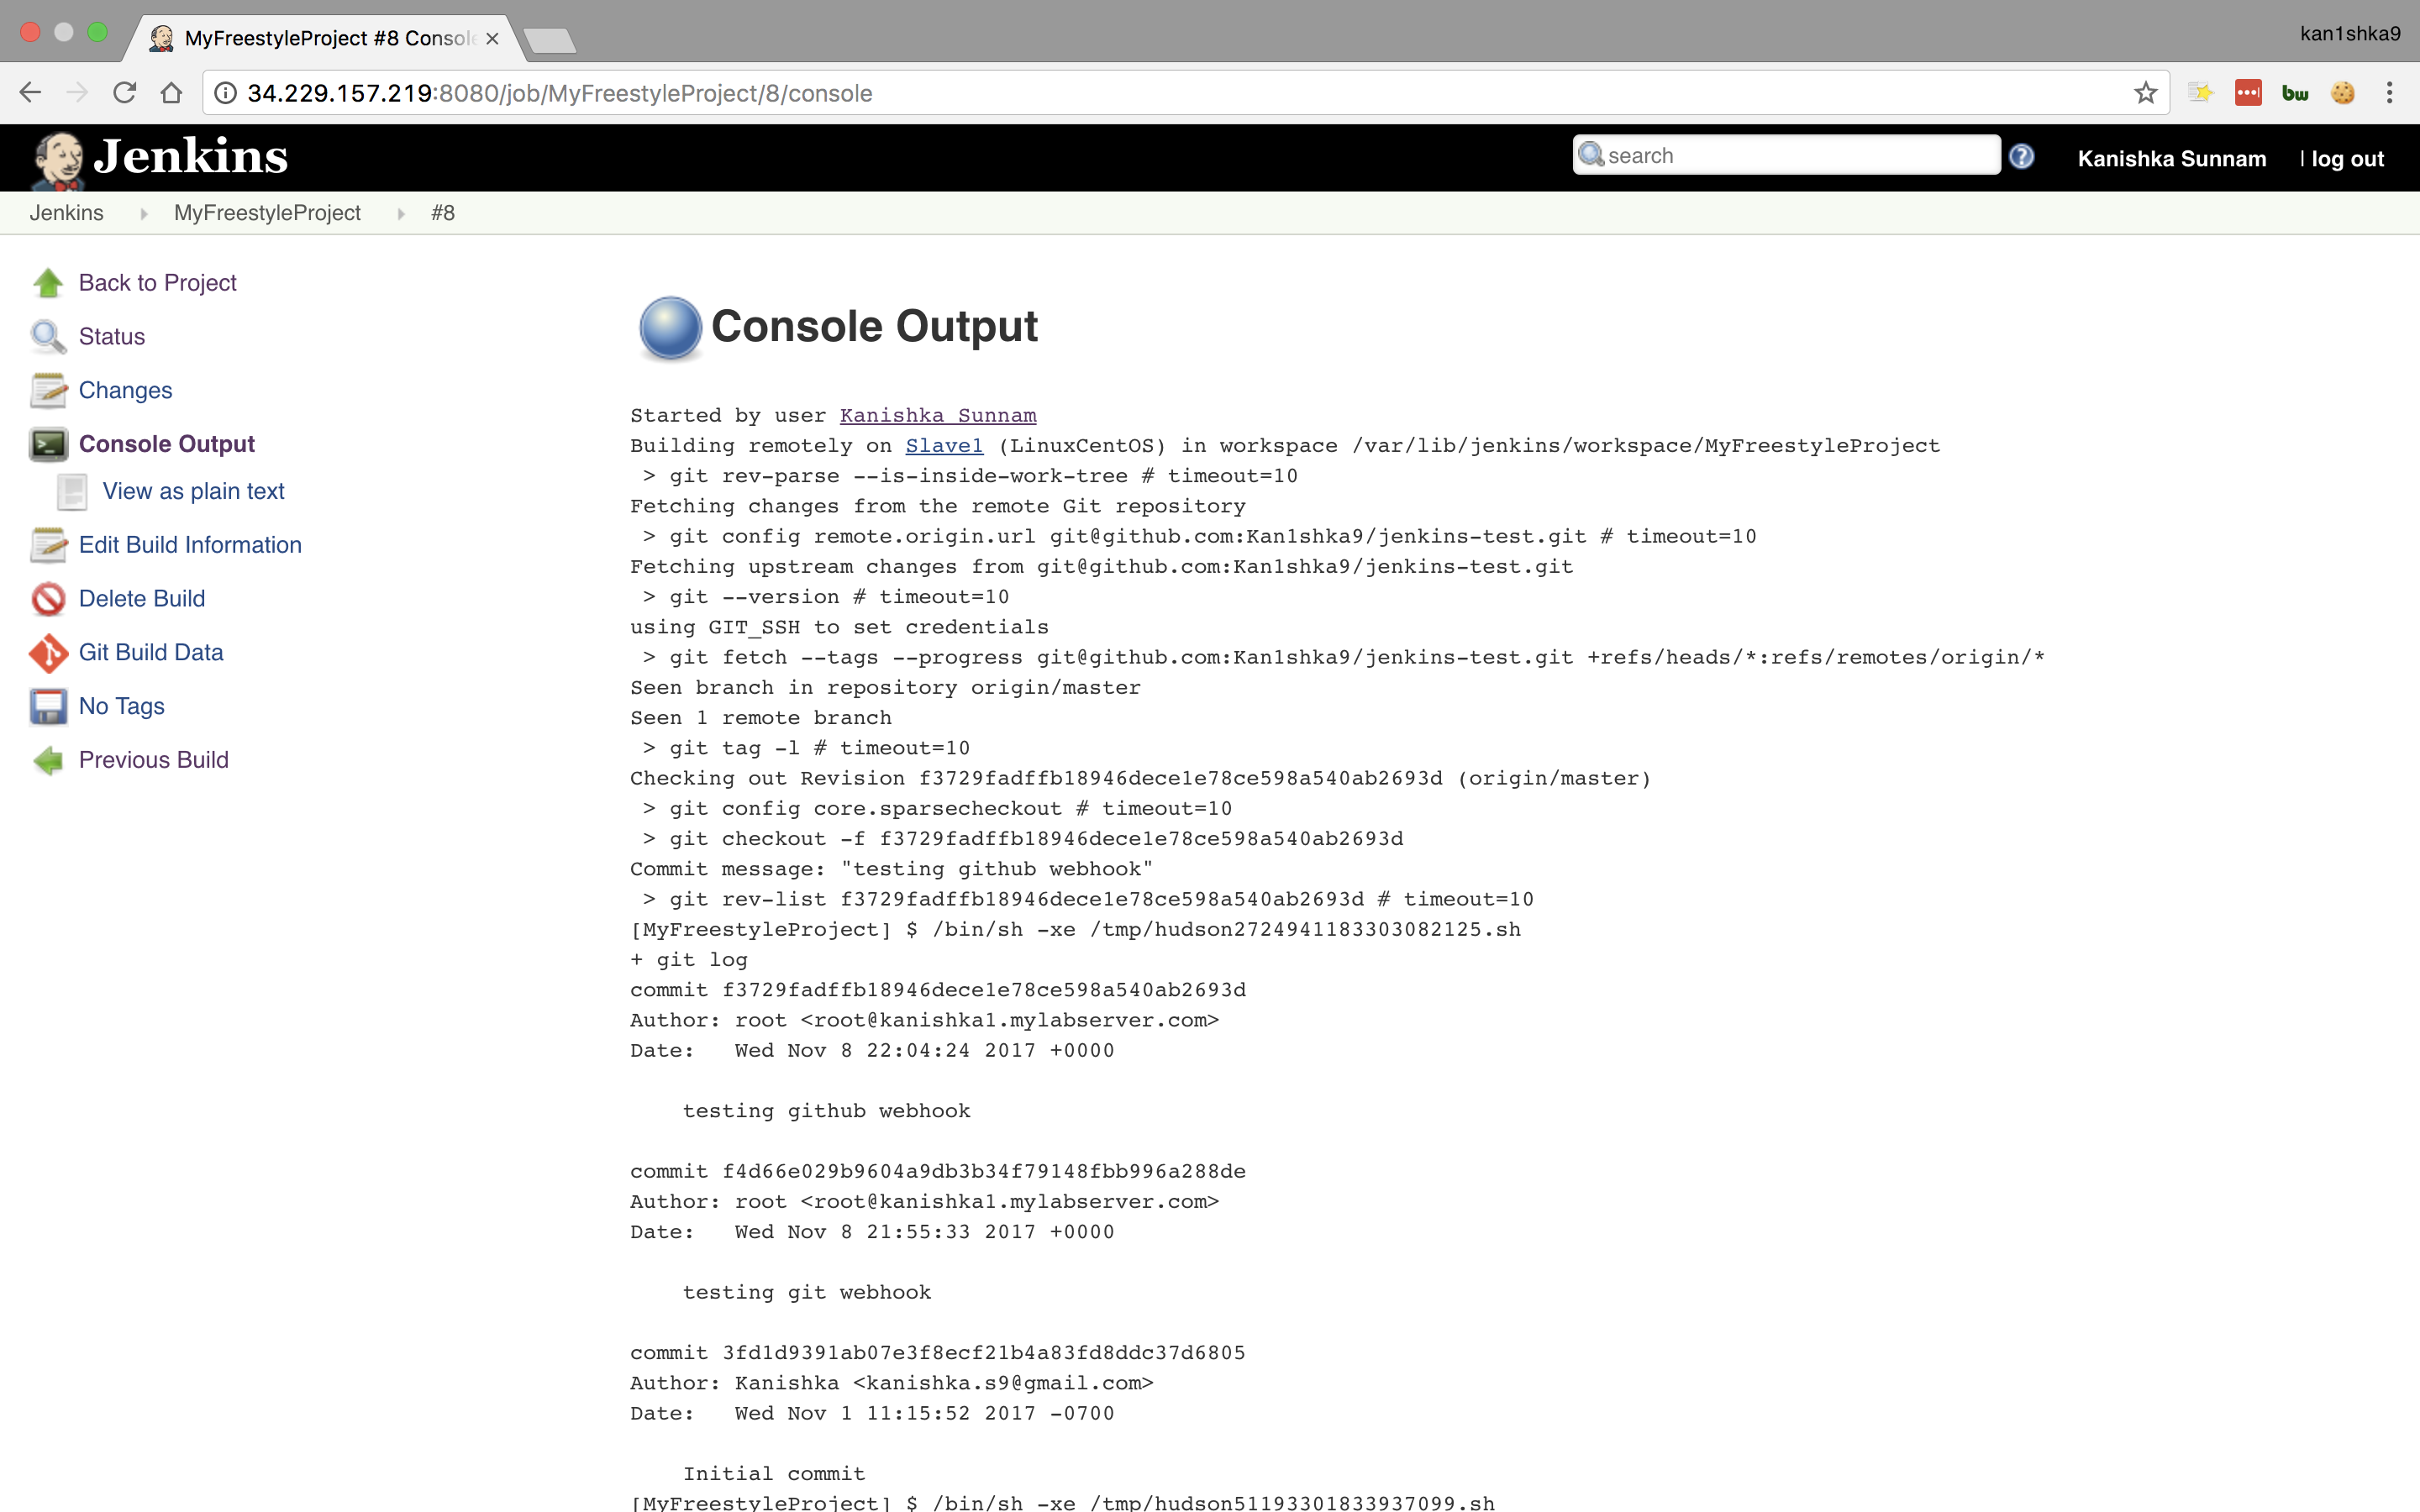 MyFreestyleProject #8 Console
kan1shka9
34.229.157.219:8080/job/MyFreestyleProject/8/console
bw
Jenkins
search
Kanishka Sunnam
| log out
Jenkins
MyFreestyleProject
#8
Back to Project
Status
Changes
Console Output
View as plain text
Edit Build Information
Delete Build
Git Build Data
No Tags
Previous Build
Console Output
Started by user Kanishka Sunnam
Building remotely on Slave1 (LinuxCentOS) in workspace /var/lib/jenkins/workspace/MyFreestyleProject
 > git rev-parse --is-inside-work-tree # timeout=10
Fetching changes from the remote Git repository
 > git config remote.origin.url git@github.com:Kan1shka9/jenkins-test.git # timeout=10
Fetching upstream changes from git@github.com:Kan1shka9/jenkins-test.git
 > git --version # timeout=10
using GIT_SSH to set credentials
 > git fetch --tags --progress git@github.com:Kan1shka9/jenkins-test.git +refs/heads/*:refs/remotes/origin/*
Seen branch in repository origin/master
Seen 1 remote branch
 > git tag -l # timeout=10
Checking out Revision f3729fadffb18946dece1e78ce598a540ab2693d (origin/master)
 > git config core.sparsecheckout # timeout=10
 > git checkout -f f3729fadffb18946dece1e78ce598a540ab2693d
Commit message: "testing github webhook"
 > git rev-list f3729fadffb18946dece1e78ce598a540ab2693d # timeout=10
[MyFreestyleProject] $ /bin/sh -xe /tmp/hudson2724941183303082125.sh
+ git log
commit f3729fadffb18946dece1e78ce598a540ab2693d
Author: root <root@kanishka1.mylabserver.com>
Date:   Wed Nov 8 22:04:24 2017 +0000
    testing github webhook
commit f4d66e029b9604a9db3b34f79148fbb996a288de
Author: root <root@kanishka1.mylabserver.com>
Date:   Wed Nov 8 21:55:33 2017 +0000
    testing git webhook
commit 3fd1d9391ab07e3f8ecf21b4a83fd8ddc37d6805
Author: Kanishka <kanishka.s9@gmail.com>
Date:   Wed Nov 1 11:15:52 2017 -0700
    Initial commit
[MyFreestyleProject] $ /bin/sh -xe /tmp/hudson51193301833937099.sh